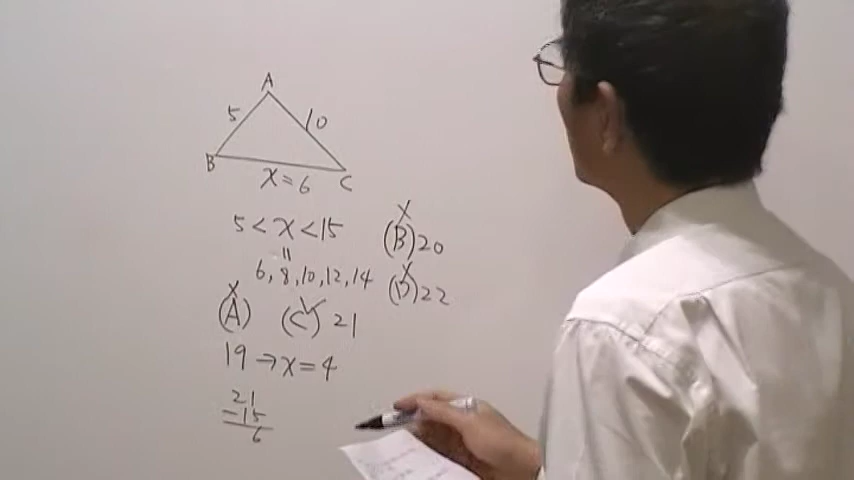 A
5
10
B
C
x = 6
5 < x < 15
(B) 20
=
6, 8, 10, 12, 14
x
(D) 22
x
(A)
(C) 21
19 → x = 4
21
-15
6